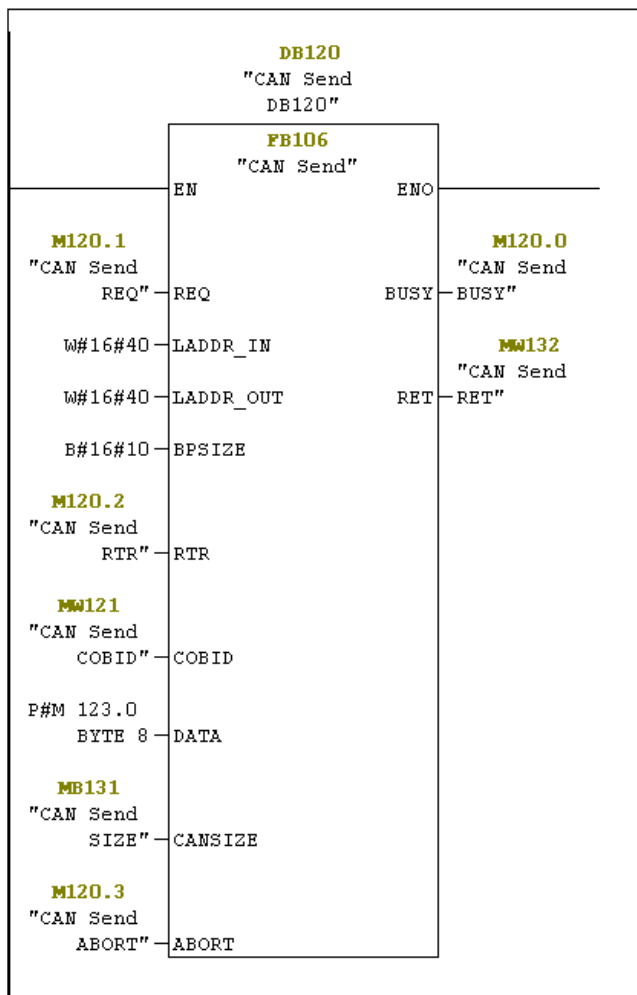 DB120
"CAN Send
DB120"
FB106
"CAN Send"
EN ENO
M120.1
"CAN Send
REQ" REQ
M120.0
"CAN Send
BUSY BUSY"
W#16#40 LADDR_IN
MW132
"CAN Send
W#16#40 LADDR_OUT
RET RET"
B#16#10 BPSIZE
M120.2
"CAN Send
RTR" RTR
MW121
"CAN Send
COBID" COBID
P#M 123.0
BYTE 8 DATA
MB131
"CAN Send
SIZE" CANSIZE
M120.3
"CAN Send
ABORT" ABORT